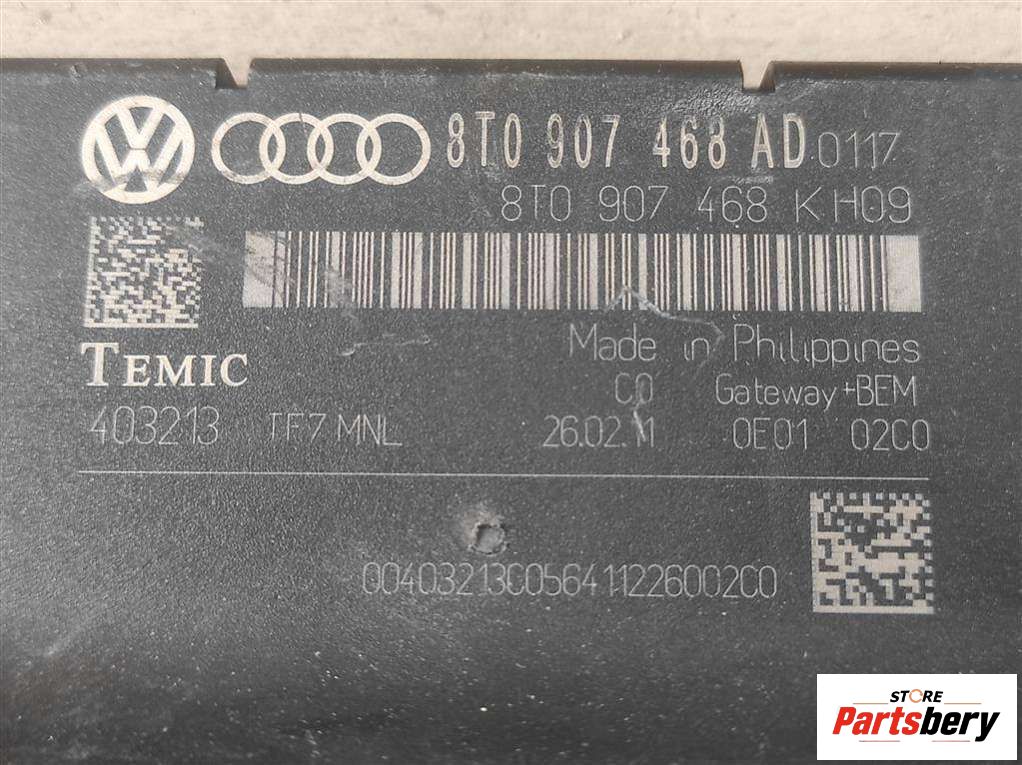 8T0 907 468 AD 0117
8T0 907 468 K H09
TEMIC
Made in Philippines
C0 Gateway+BEM
403213 TF7 MNL 26.02.11 0E01 02C0
00403213C056411226002C0
STORE
Partsbery